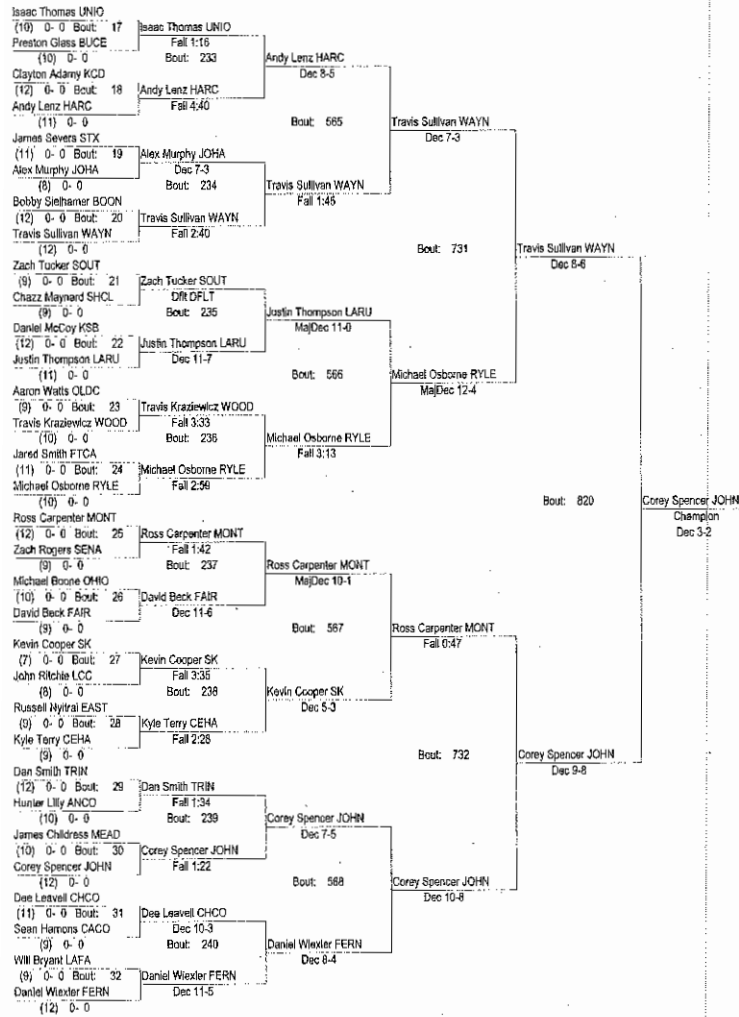 Isaac Thomas UNIO
(10) 0- 0 Bout: 17
Isaac Thomas UNIO
Preston Glass BUCE
Fall 1:16
(10) 0- 0
Bout: 233
Andy Lenz HARC
Clayton Adamy KCD
Dec 8-5
(12) 0- 0 Bout: 18
Andy Lenz HARC
Andy Lenz HARC
Fall 4:40
(11) 0- 0
Bout: 565
Travis Sullivan WAYN
James Severs STX
Dec 7-3
(11) 0- 0 Bout: 19
Alex Murphy JOHA
Alex Murphy JOHA
Dec 7-3
(8) 0- 0
Bout: 234
Travis Sullivan WAYN
Bobby Sielhamer BOON
Fall 1:45
(12) 0- 0 Bout: 20
Travis Sullivan WAYN
Travis Sullivan WAYN
Fall 2:40
(12) 0- 0
Bout: 731
Travis Sullivan WAYN
Zach Tucker SOUT
Dec 8-6
(9) 0- 0 Bout: 21
Zach Tucker SOUT
Chazz Maynard SHCL
Dflt DFLT
(9) 0- 0
Bout: 235
Justin Thompson LARU
Daniel McCoy KSB
MajDec 11-0
(12) 0- 0 Bout: 22
Justin Thompson LARU
Justin Thompson LARU
Dec 11-7
(11) 0- 0
Bout: 566
Michael Osborne RYLE
Aaron Watts OLDC
MajDec 12-4
(9) 0- 0 Bout: 23
Travis Kraziewicz WOOD
Travis Kraziewicz WOOD
Fall 3:33
(10) 0- 0
Bout: 236
Michael Osborne RYLE
Jared Smith FTCA
Fall 3:13
(11) 0- 0 Bout: 24
Michael Osborne RYLE
Michael Osborne RYLE
Fall 2:59
(10) 0- 0
Bout: 820
Corey Spencer JOHN
Champion
Dec 3-2
Ross Carpenter MONT
(12) 0- 0 Bout: 25
Ross Carpenter MONT
Zach Rogers SENA
Fall 1:42
(9) 0- 0
Bout: 237
Ross Carpenter MONT
Michael Boone OHIO
MajDec 10-1
(10) 0- 0 Bout: 26
David Beck FAIR
David Beck FAIR
Dec 11-6
(9) 0- 0
Bout: 567
Ross Carpenter MONT
Kevin Cooper SK
Fall 0:47
(7) 0- 0 Bout: 27
Kevin Cooper SK
John Ritchie LCC
Fall 3:35
(8) 0- 0
Bout: 238
Kevin Cooper SK
Russell Nyitrai EAST
Dec 5-3
(9) 0- 0 Bout: 28
Kyle Terry CEHA
Kyle Terry CEHA
Fall 2:26
(9) 0- 0
Bout: 732
Corey Spencer JOHN
Dan Smith TRIN
Dec 9-8
(12) 0- 0 Bout: 29
Dan Smith TRIN
Hunter Lilly ANCO
Fall 1:34
(10) 0- 0
Bout: 239
Corey Spencer JOHN
James Childress MEAD
Dec 7-5
(10) 0- 0 Bout: 30
Corey Spencer JOHN
Corey Spencer JOHN
Fall 1:22
(12) 0- 0
Bout: 568
Corey Spencer JOHN
Dee Leavell CHCO
Dec 10-8
(11) 0- 0 Bout: 31
Dee Leavell CHCO
Sean Hamons CACO
Dec 10-3
(9) 0- 0
Bout: 240
Daniel Wiexler FERN
Will Bryant LAFA
Dec 8-4
(9) 0- 0 Bout: 32
Daniel Wiexler FERN
Daniel Wiexler FERN
Dec 11-5
(12) 0- 0